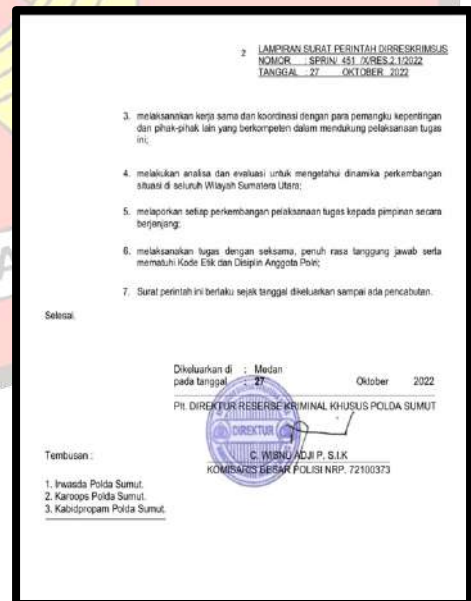 2
LAMPIRAN SURAT PERINTAH DIRRESKRIMSUS
NOMOR : SPRIN/ 451 /X/RES.2.1/2022
TANGGAL : 27 OKTOBER 2022
3. melaksanakan kerja sama dan koordinasi dengan para pemangku kepentingan
dan pihak-pihak lain yang berkompeten dalam mendukung pelaksanaan tugas
ini;
4. melakukan analisa dan evaluasi untuk mengetahui dinamika perkembangan
situasi di seluruh Wilayah Sumatera Utara;
5. melaporkan setiap perkembangan pelaksanaan tugas kepada pimpinan secara
berjenjang;
6. melaksanakan tugas dengan seksama, penuh rasa tanggung jawab serta
mematuhi Kode Etik dan Disiplin Anggota Polri;
7. Surat perintah ini berlaku sejak tanggal dikeluarkan sampai ada pencabutan.
Selesai.
Dikeluarkan di : Medan
pada tanggal : 27 Oktober 2022
Plt. DIREKTUR RESERSE KRIMINAL KHUSUS POLDA SUMUT
DIREKTUR
C. WISNU ADJI P, S.I.K
KOMISARIS BESAR POLISI NRP. 72100373
Tembusan :
1. Irwasda Polda Sumut.
2. Karoops Polda Sumut.
3. Kabidpropam Polda Sumut.